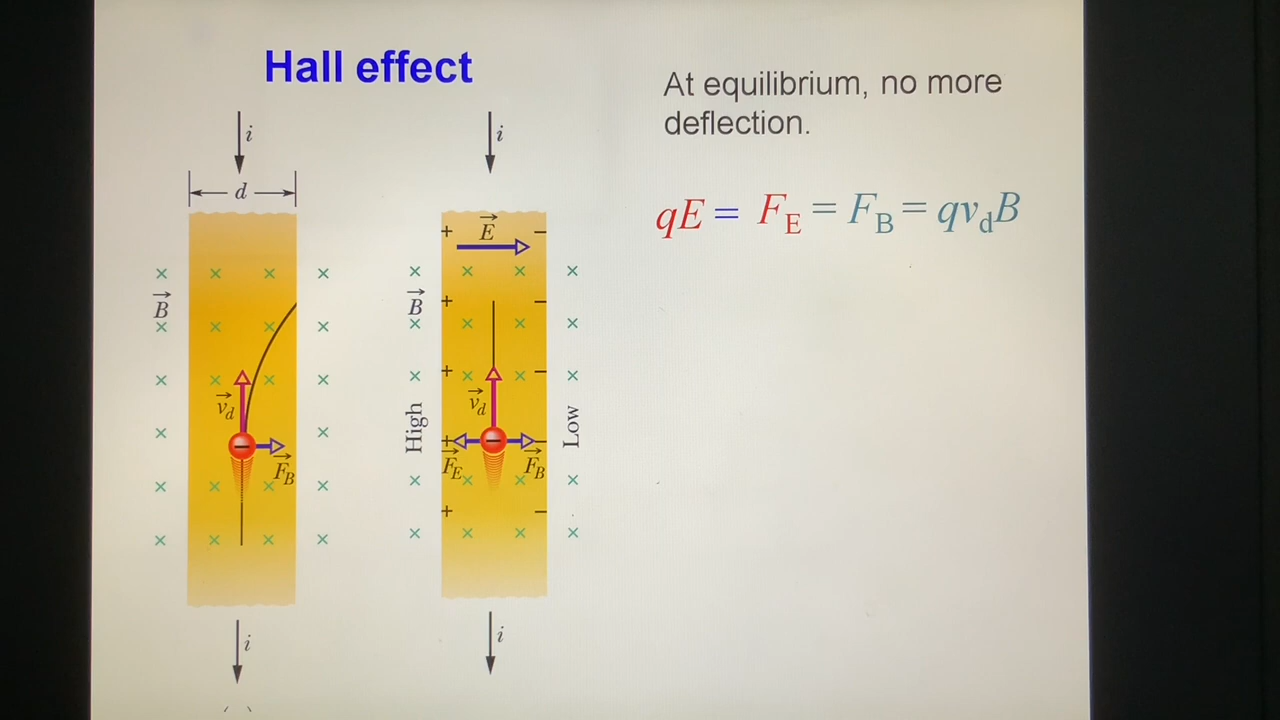 Hall effect
At equilibrium, no more
deflection.
qE = F_E = F_B = qv_dB
i
d
B
v_d
F_B
i
i
E
+ −
B
+ −
+ −
High
v_d
Low
+ −
F_E
F_B
+ −
i